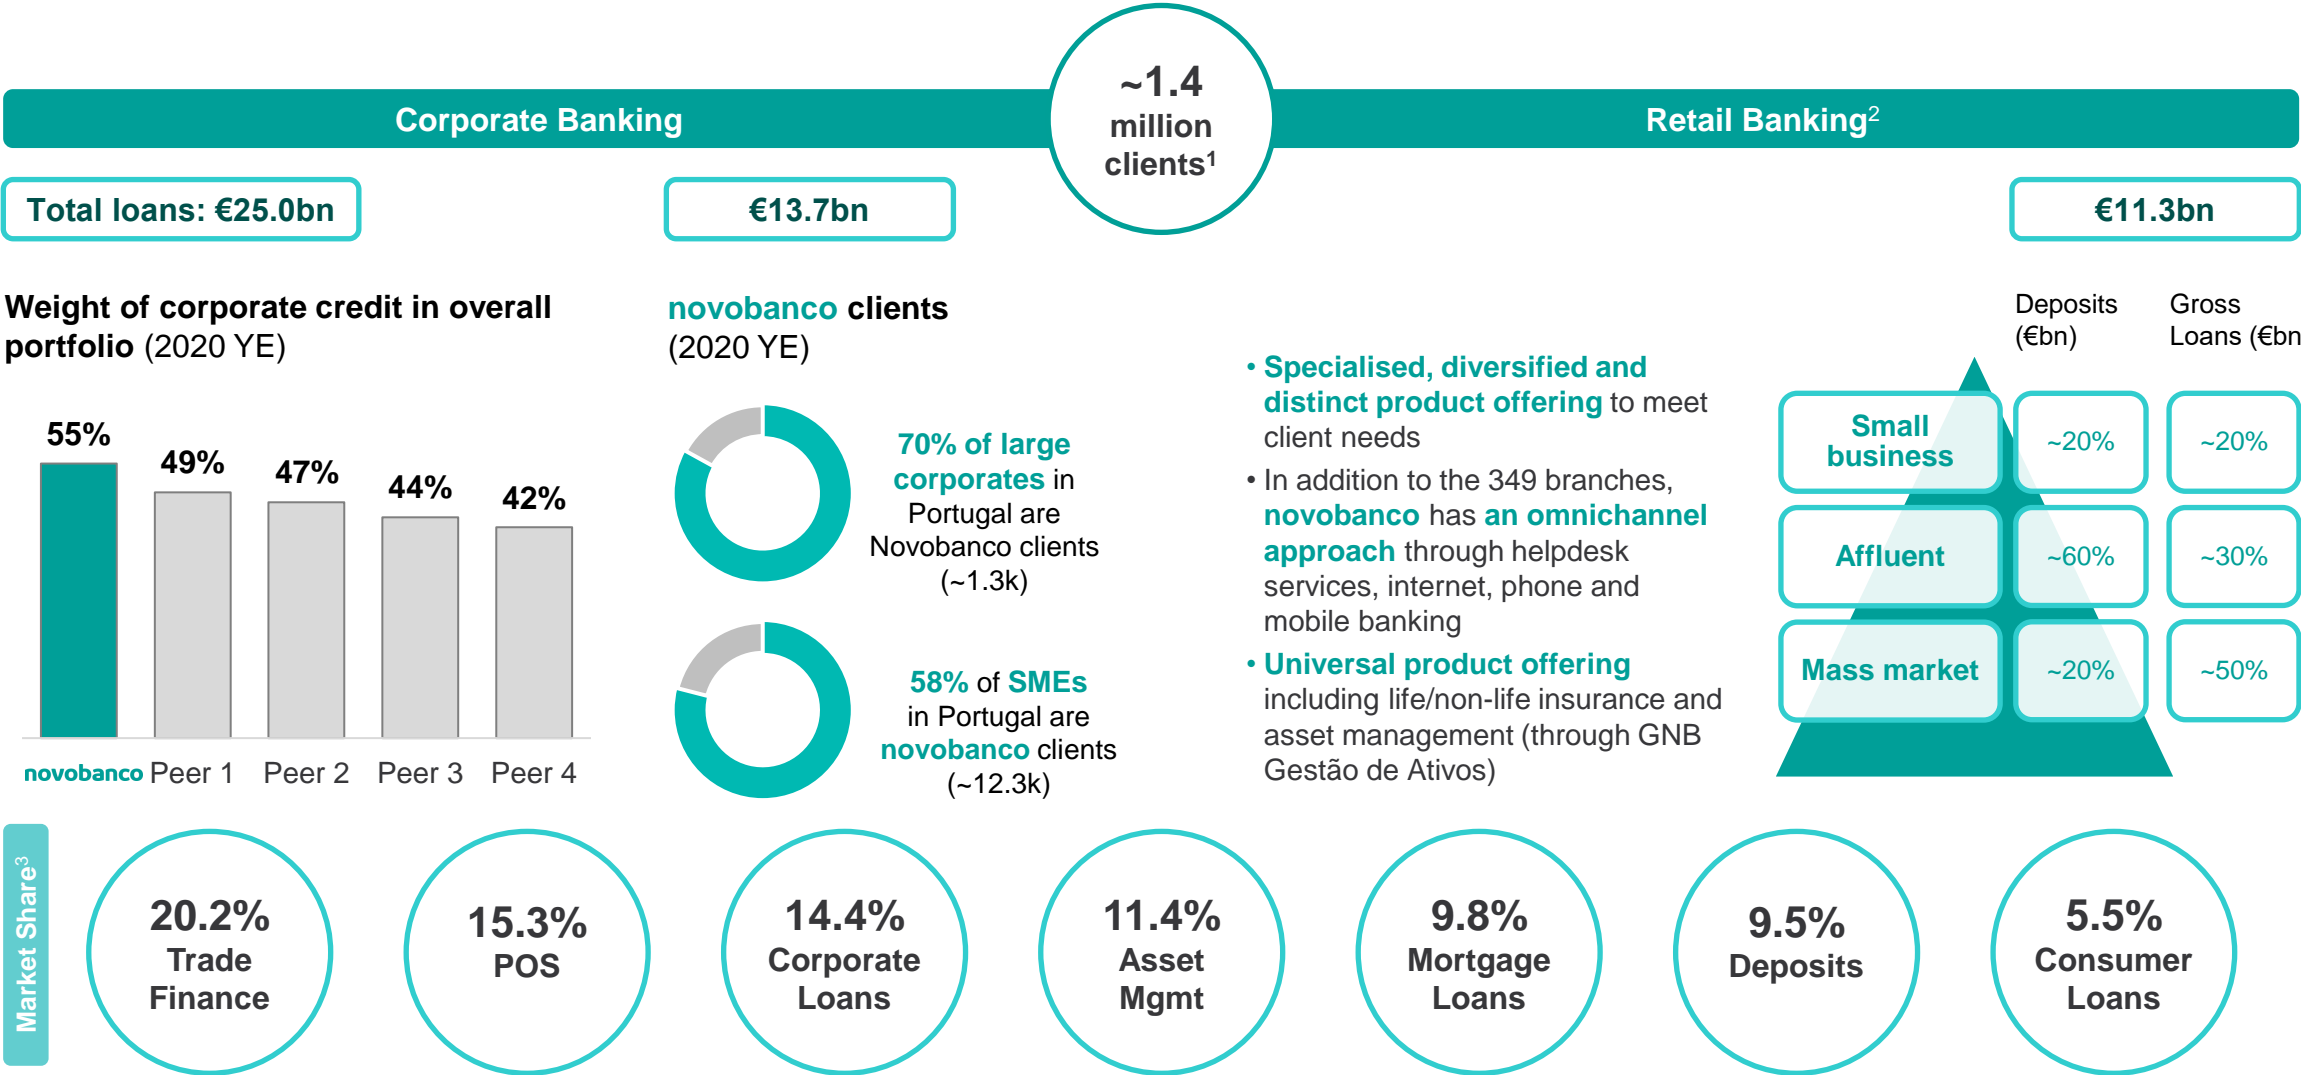 ~1.4
million
clients1
Corporate Banking
Retail Banking2
Total loans: €25.0bn
€13.7bn
€11.3bn
Weight of corporate credit in overall
portfolio (2020 YE)
55%
49%
47%
44%
42%
novobanco
Peer 1
Peer 2
Peer 3
Peer 4
novobanco clients
(2020 YE)
70% of large
corporates in
Portugal are
Novobanco clients
(~1.3k)
58% of SMEs
in Portugal are
novobanco clients
(~12.3k)
• Specialised, diversified and
distinct product offering to meet
client needs
• In addition to the 349 branches,
novobanco has an omnichannel
approach through helpdesk
services, internet, phone and
mobile banking
• Universal product offering
including life/non-life insurance and
asset management (through GNB
Gestão de Ativos)
Deposits
(€bn)
Gross
Loans (€bn
Small
business
~20%
~20%
Affluent
~60%
~30%
Mass market
~20%
~50%
Market Share3
20.2%
Trade
Finance
15.3%
POS
14.4%
Corporate
Loans
11.4%
Asset
Mgmt
9.8%
Mortgage
Loans
9.5%
Deposits
5.5%
Consumer
Loans